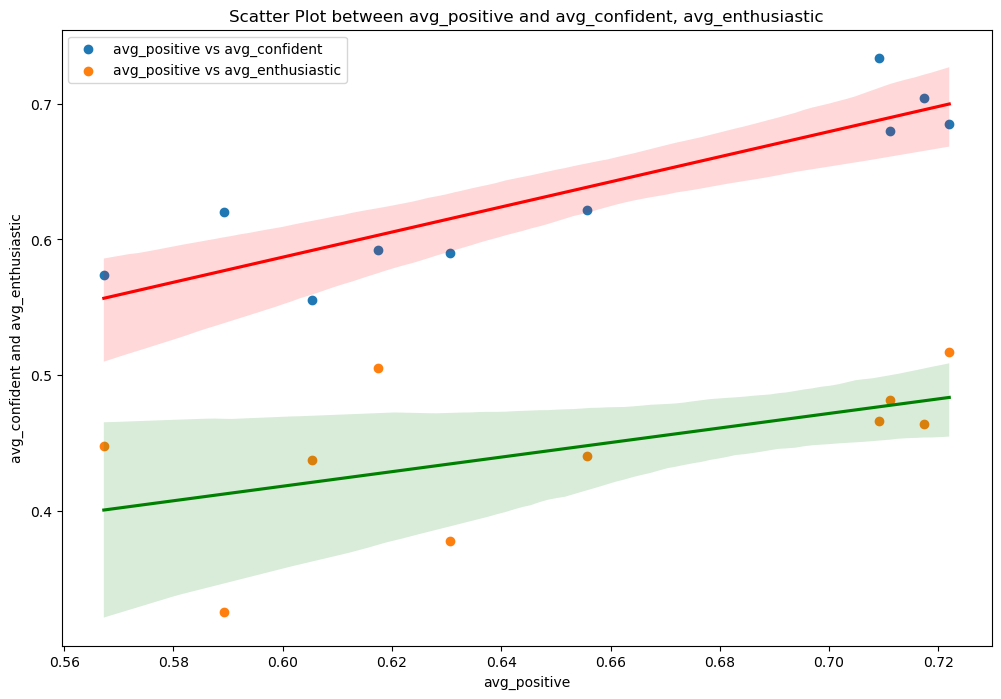 Scatter Plot between avg_positive and avg_confident, avg_enthusiastic
avg_positive vs avg_confident
avg_positive vs avg_enthusiastic
avg_confident and avg_enthusiastic
0.7
0.6
0.5
0.4
0.56 0.58 0.60 0.62 0.64 0.66 0.68 0.70 0.72
avg_positive